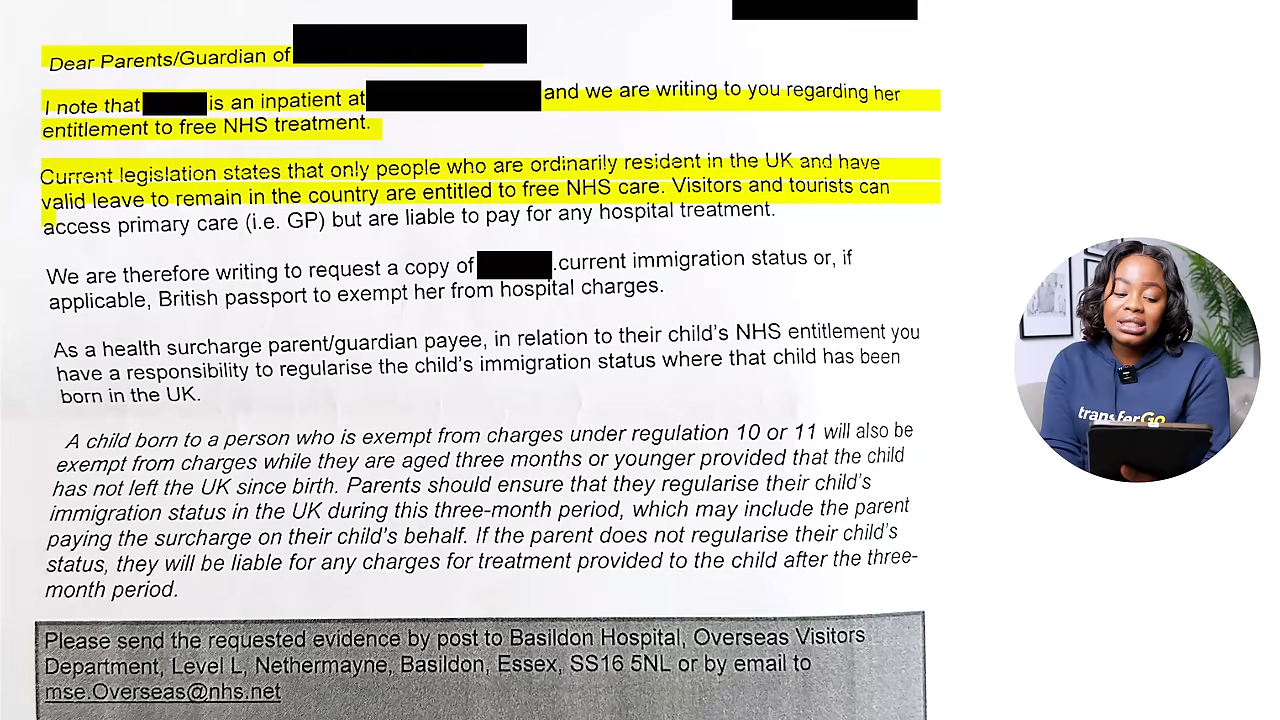 Dear Parents/Guardian of
I note that is an inpatient at and we are writing to you regarding her
entitlement to free NHS treatment.
Current legislation states that only people who are ordinarily resident in the UK and have
valid leave to remain in the country are entitled to free NHS care. Visitors and tourists can
access primary care (i.e. GP) but are liable to pay for any hospital treatment.
We are therefore writing to request a copy of .current immigration status or, if
applicable, British passport to exempt her from hospital charges.
As a health surcharge parent/guardian payee, in relation to their child's NHS entitlement you
have a responsibility to regularise the child's immigration status where that child has been
born in the UK.
A child born to a person who is exempt from charges under regulation 10 or 11 will also be
exempt from charges while they are aged three months or younger provided that the child
has not left the UK since birth. Parents should ensure that they regularise their child's
immigration status in the UK during this three-month period, which may include the parent
paying the surcharge on their child's behalf. If the parent does not regularise their child's
status, they will be liable for any charges for treatment provided to the child after the three-
month period.
Please send the requested evidence by post to Basildon Hospital, Overseas Visitors
Department, Level L, Nethermayne, Basildon, Essex, SS16 5NL or by email to
mse.Overseas@nhs.net
transferGo